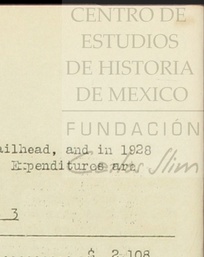 CENTRO DE
ESTUDIOS
DE HISTORIA
DE MEXICO
FUNDACIÓN
Carlos Slim
ailhead, and in 1928
Expenditures are
3
$ 2,108